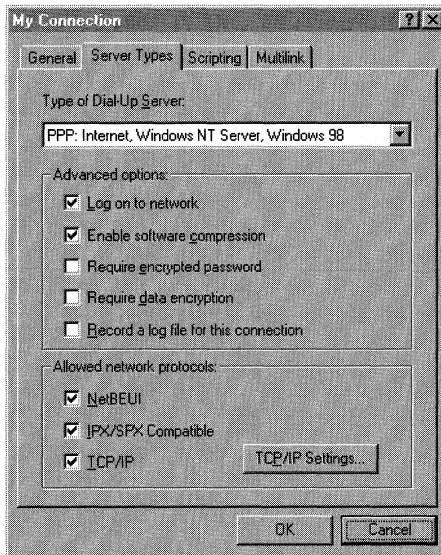 My Connection
General Server Types Scripting Multilink
Type of Dial-Up Server:
PPP: Internet, Windows NT Server, Windows 98
Advanced options:
Log on to network
Enable software compression
Require encrypted password
Require data encryption
Record a log file for this connection
Allowed network protocols:
NetBEUI
IPX/SPX Compatible
TCP/IP TCP/IP Settings...
OK Cancel